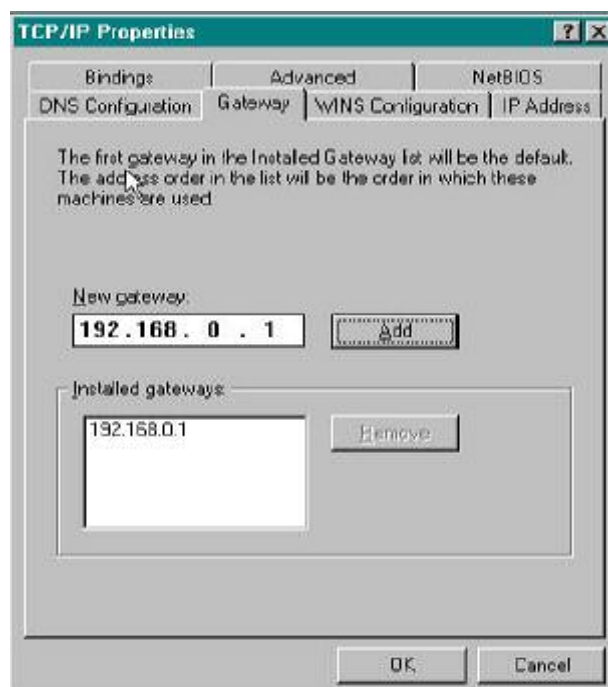 TCP/IP Properties
? X
Bindings Advanced NetBIOS
DNS Configuration Gateway WINS Configuration IP Address
The first gateway in the Installed Gateway list will be the default.
The address order in the list will be the order in which these
machines are used
New gateway:
192.168. 0 . 1 Add
Installed gateways:
192.168.0.1 Remove
OK Cancel